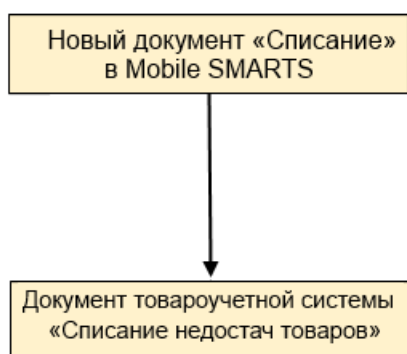 Новый документ «Списание»
в Mobile SMARTS
Документ товароучетной системы
«Списание недостач товаров»